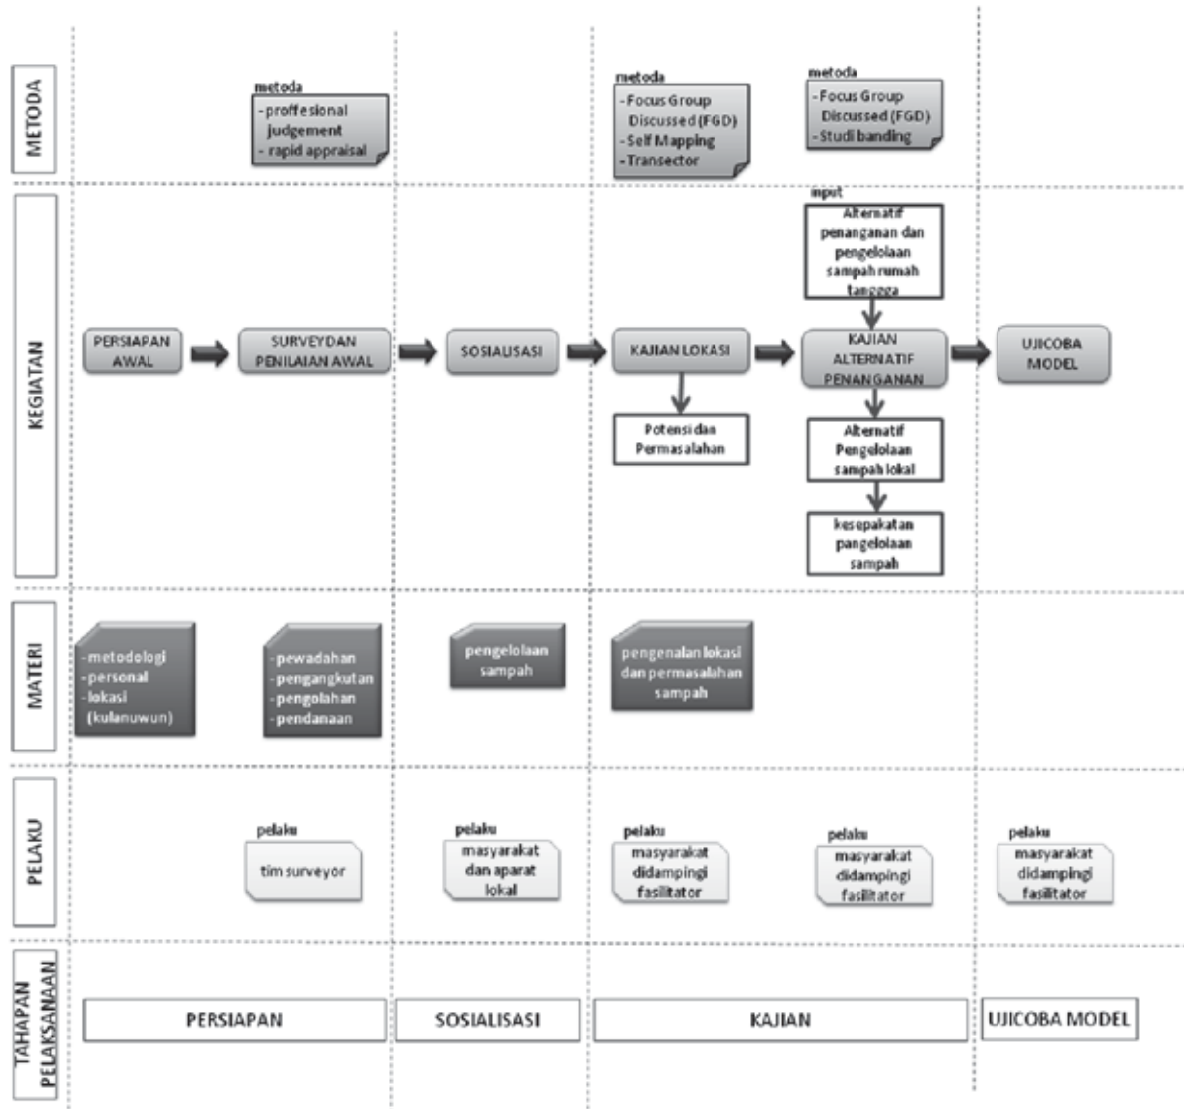 METODA
metoda
- proffesional
judgement
- rapid appraisal
metoda
- Focus Group
Discussed (FGD)
- Self Mapping
- Transector
metoda
- Focus Group
Discussed (FGD)
- Studi banding
KEGIATAN
input
Alternatif
penanganan dan
pengelolaan
sampah rumah
tanggga
PERSIAPAN
AWAL
SURVEY DAN
PENILAIAN AWAL
SOSIALISASI
KAJIAN LOKASI
KAJIAN
ALTERNATIF
PENANGANAN
UJICOBA
MODEL
Potensi dan
Permasalahan
Alternatif
Pengelolaan
sampah lokal
kesepakatan
pangelolaan
sampah
MATERI
- metodologi
- personal
- lokasi
(kulanuwun)
- pewadahan
- pengangkutan
- pengolahan
- pendanaan
pengelolaan
sampah
pengenalan lokasi
dan permasalahan
sampah
PELAKU
pelaku
tim surveyor
pelaku
masyarakat
dan aparat
lokal
pelaku
masyarakat
didampingi
fasilitator
pelaku
masyarakat
didampingi
fasilitator
pelaku
masyarakat
didampingi
fasilitator
TAHAPAN
PELAKSANAAN
PERSIAPAN
SOSIALISASI
KAJIAN
UJICOBA MODEL